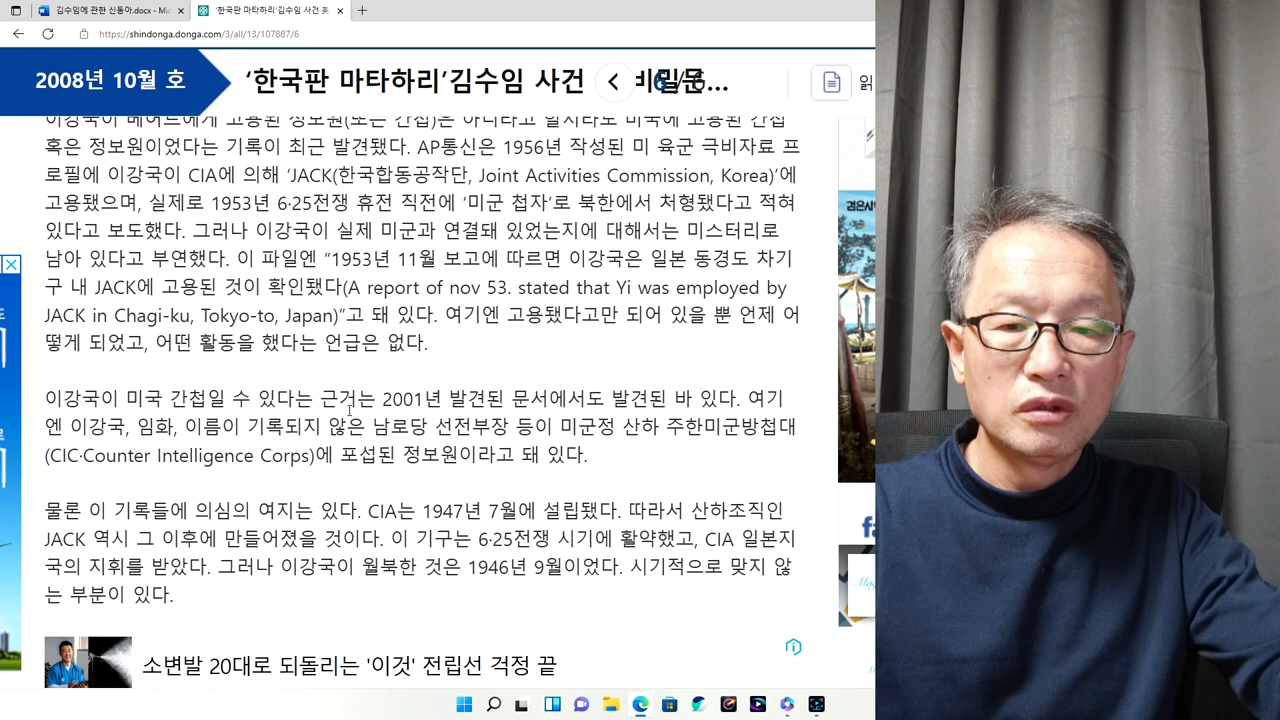 김수임에 관한 신동아.docx - Mic
'한국판 마타하리'김수임 사건 美
https://shindonga.donga.com/3/all/13/107887/6
2008년 10월 호
‘한국판 마타하리’김수임 사건
6 / 6
읽
혹은 정보원이었다는 기록이 최근 발견됐다. AP통신은 1956년 작성된 미 육군 극비자료 프
로필에 이강국이 CIA에 의해 ‘JACK(한국합동공작단, Joint Activities Commission, Korea)’에
고용됐으며, 실제로 1953년 6·25전쟁 휴전 직전에 ‘미군 첩자’로 북한에서 처형됐다고 적혀
있다고 보도했다. 그러나 이강국이 실제 미군과 연결돼 있었는지에 대해서는 미스터리로
남아 있다고 부연했다. 이 파일엔 “1953년 11월 보고에 따르면 이강국은 일본 동경도 차기
구 내 JACK에 고용된 것이 확인됐다(A report of nov 53. stated that Yi was employed by
JACK in Chagi-ku, Tokyo-to, Japan)”고 돼 있다. 여기엔 고용됐다고만 되어 있을 뿐 언제 어
떻게 되었고, 어떤 활동을 했다는 언급은 없다.
이강국이 미국 간첩일 수 있다는 근거는 2001년 발견된 문서에서도 발견된 바 있다. 여기
엔 이강국, 임화, 이름이 기록되지 않은 남로당 선전부장 등이 미군정 산하 주한미군방첩대
(CIC·Counter Intelligence Corps)에 포섭된 정보원이라고 돼 있다.
물론 이 기록들에 의심의 여지는 있다. CIA는 1947년 7월에 설립됐다. 따라서 산하조직인
JACK 역시 그 이후에 만들어졌을 것이다. 이 기구는 6·25전쟁 시기에 활약했고, CIA 일본지
국의 지휘를 받았다. 그러나 이강국이 월북한 것은 1946년 9월이었다. 시기적으로 맞지 않
는 부분이 있다.
소변발 20대로 되돌리는 '이것' 전립선 걱정 끝